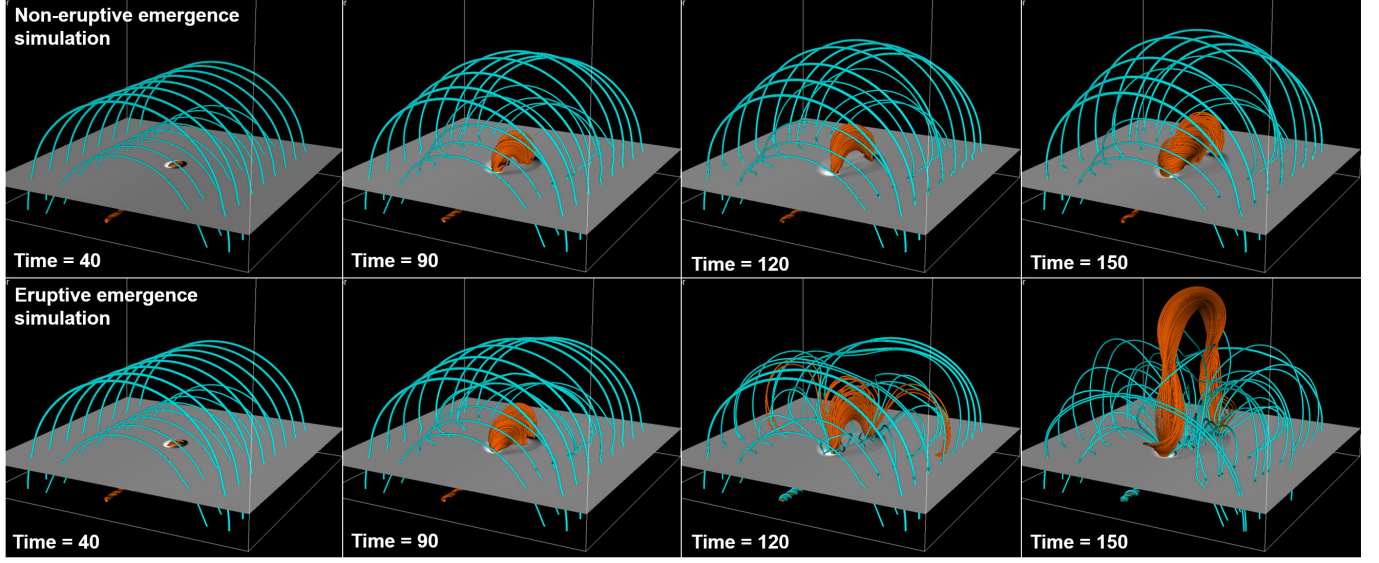 Non-eruptive emergence
simulation
Time = 40
Time = 90
Time = 120
Time = 150
Eruptive emergence
simulation
Time = 40
Time = 90
Time = 120
Time = 150